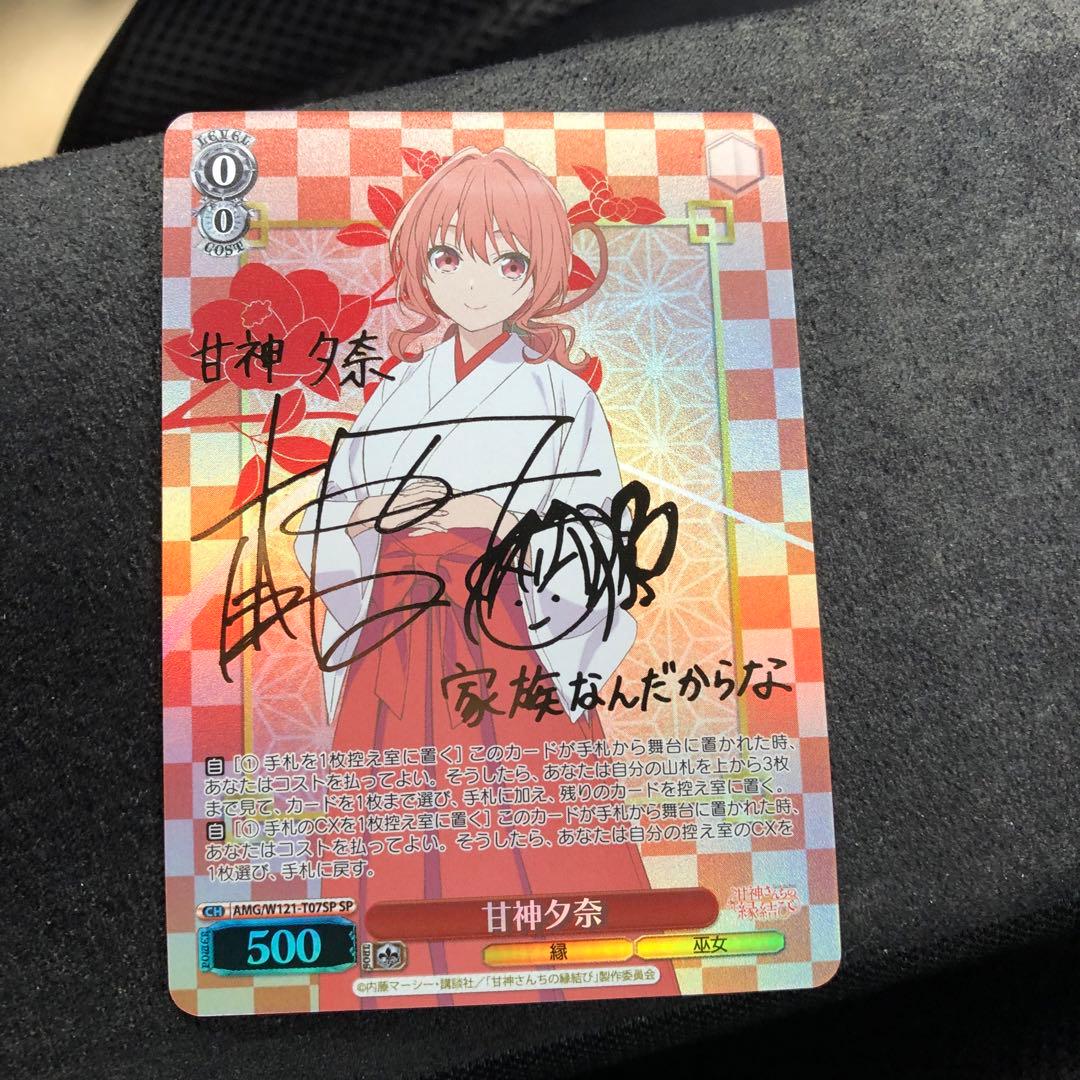 LEVEL
0
0
COST
甘神 夕奈
家族なんだからな
自 [① 手札を1枚控え室に置く] このカードが手札から舞台に置かれた時、
あなたはコストを払ってよい。そうしたら、あなたは自分の山札を上から3枚
まで見て、カードを1枚まで選び、手札に加え、残りのカードを控え室に置く。
自 [① 手札のCXを1枚控え室に置く] このカードが手札から舞台に置かれた時、
あなたはコストを払ってよい。そうしたら、あなたは自分の控え室のCXを
1枚選び、手札に戻す。
甘神さんちの
縁結び
CH AMG/W121-T07SP SP
甘神夕奈
POWER 500 SOUL
縁 巫女
©内藤マーシー・講談社／「甘神さんちの縁結び」製作委員会